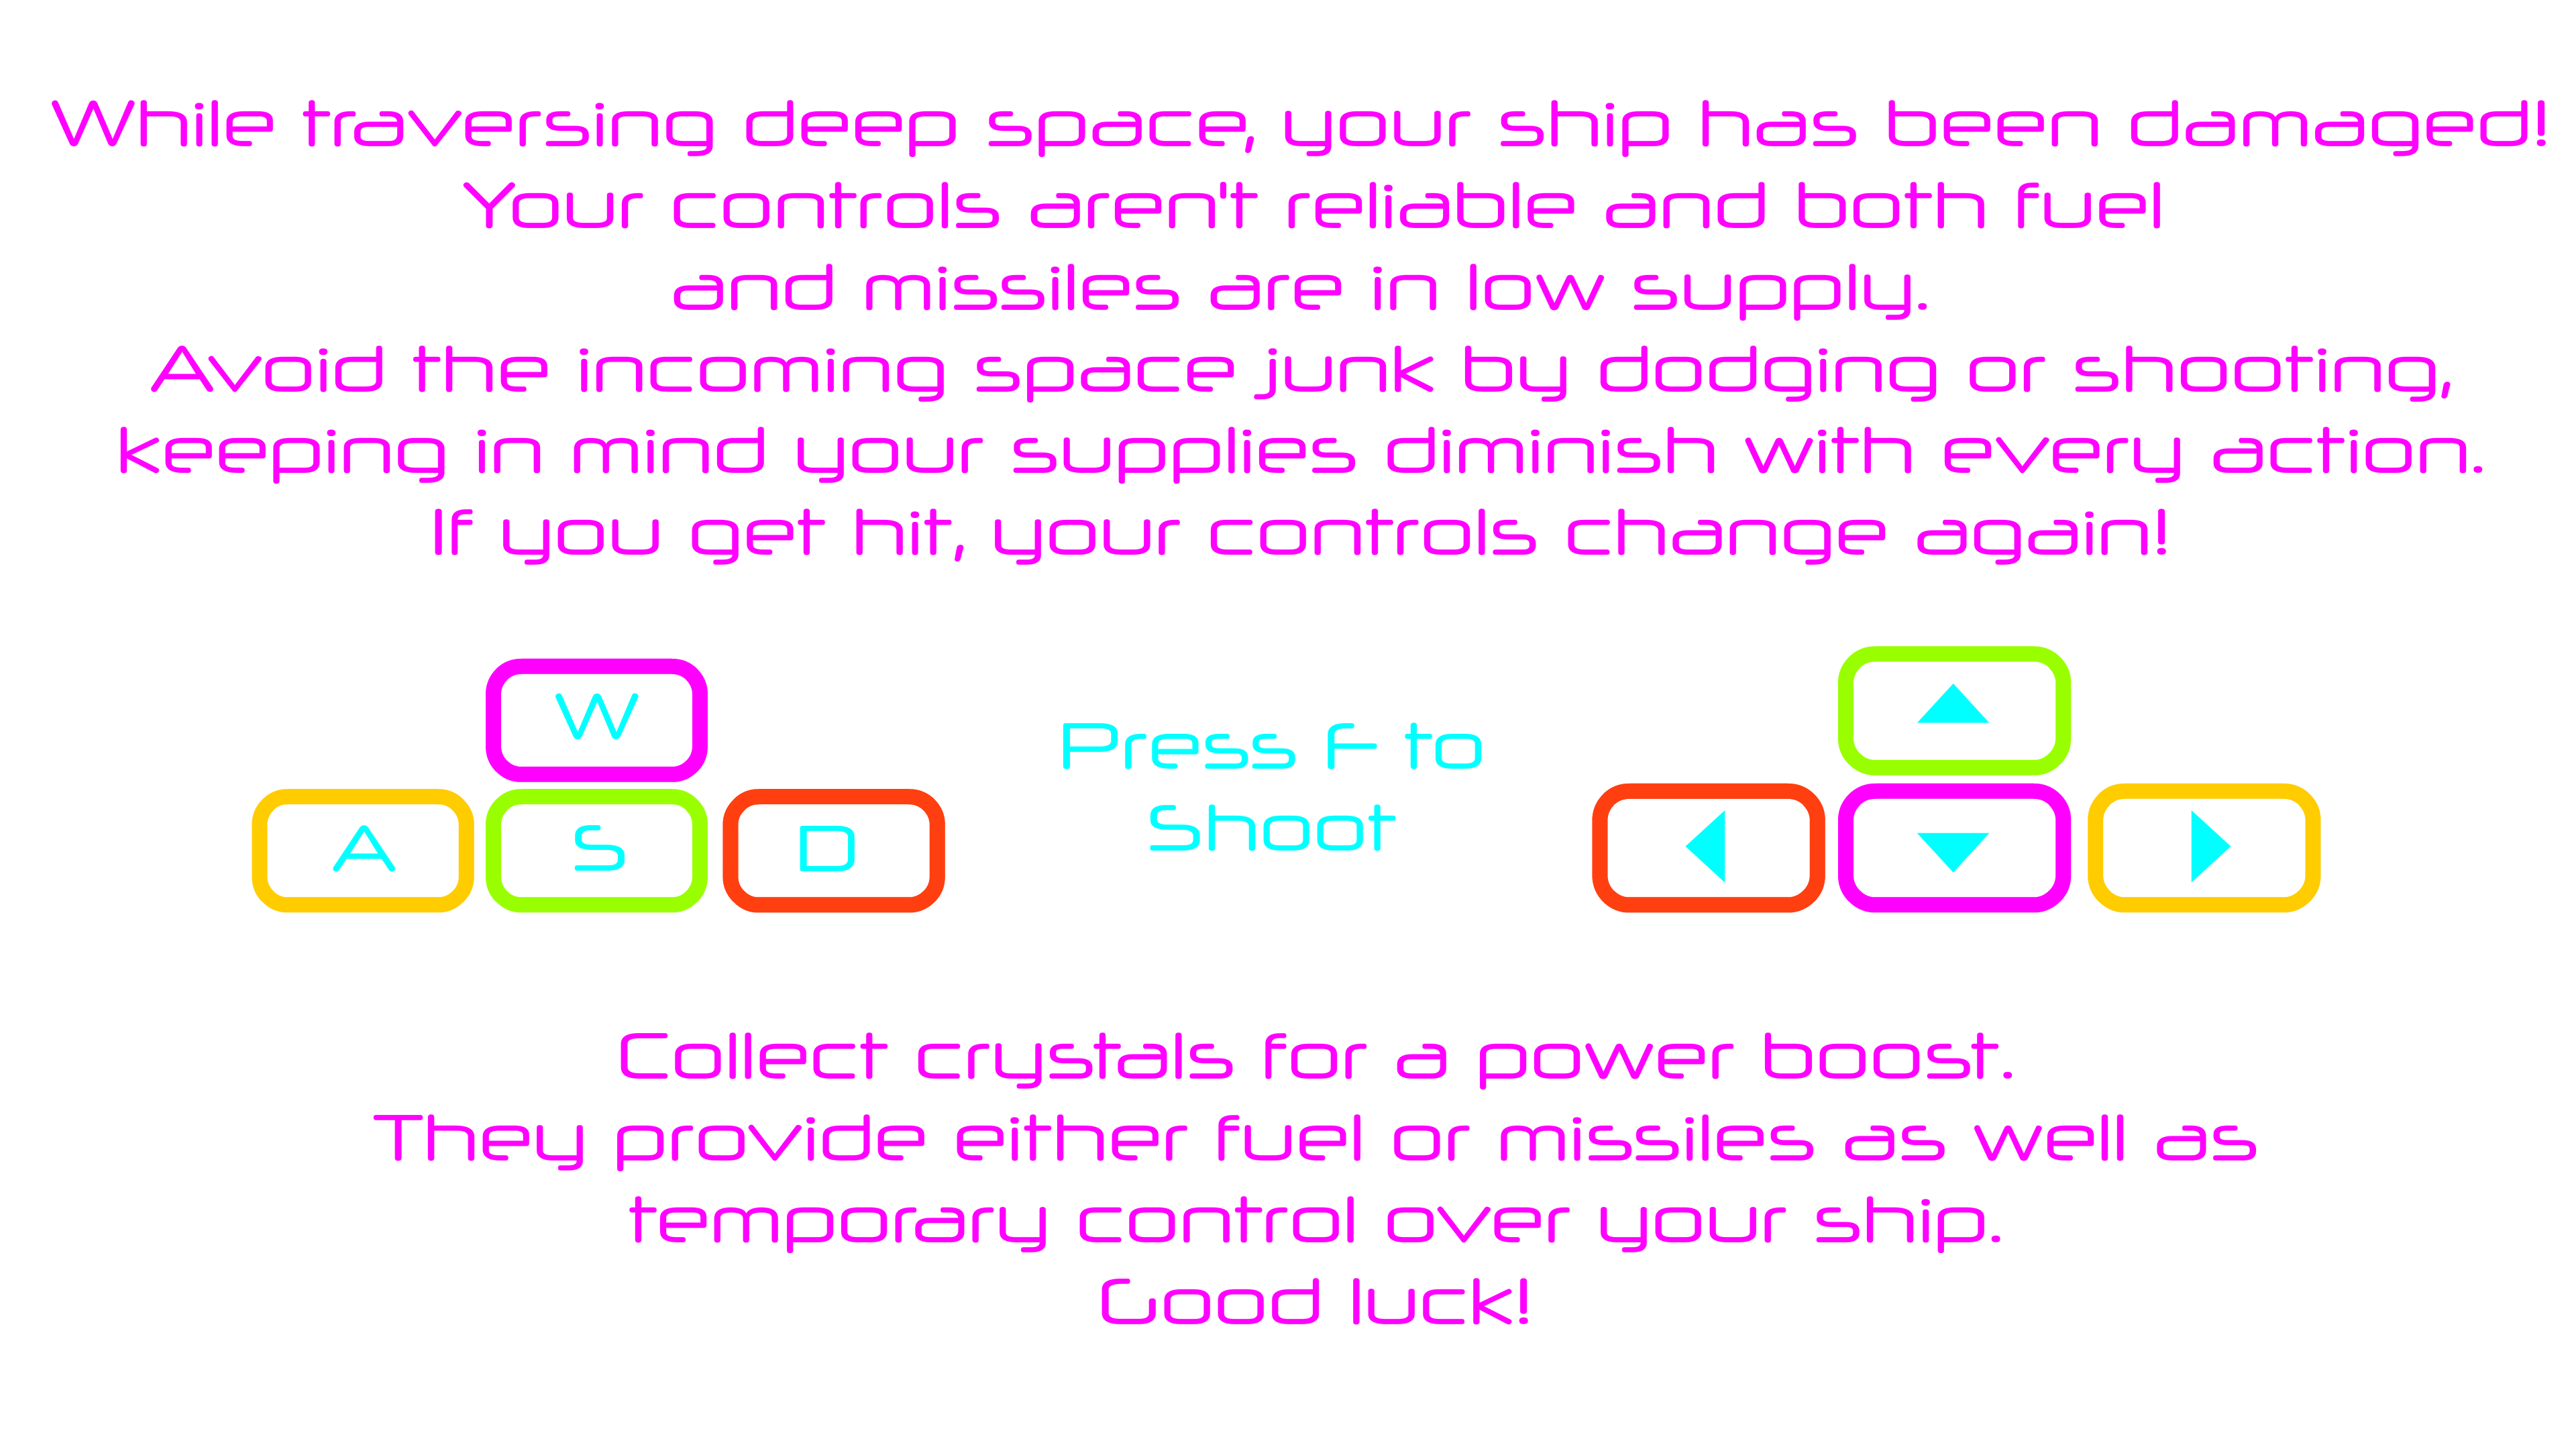 While traversing deep space, your ship has been damaged!
Your controls aren't reliable and both fuel
and missiles are in low supply.
Avoid the incoming space junk by dodging or shooting,
keeping in mind your supplies diminish with every action.
If you get hit, your controls change again!
W
A S D
Press F to
Shoot
Collect crystals for a power boost.
They provide either fuel or missiles as well as
temporary control over your ship.
Good luck!